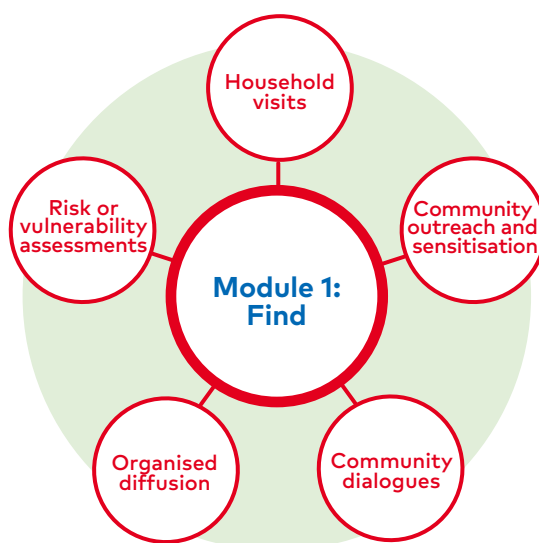 Household
visits
Risk or
vulnerability
assessments
Community
outreach and
sensitisation
Module 1:
Find
Organised
diffusion
Community
dialogues